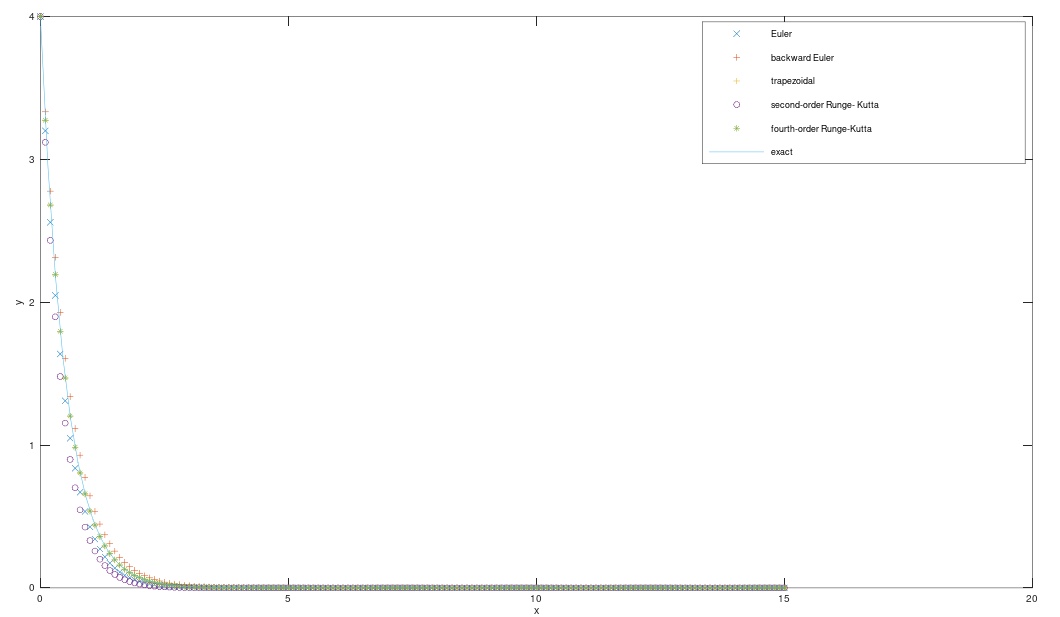 4
3
2
1
0
y
0
5
10
15
20
x
Euler
backward Euler
trapezoidal
second-order Runge- Kutta
fourth-order Runge-Kutta
exact